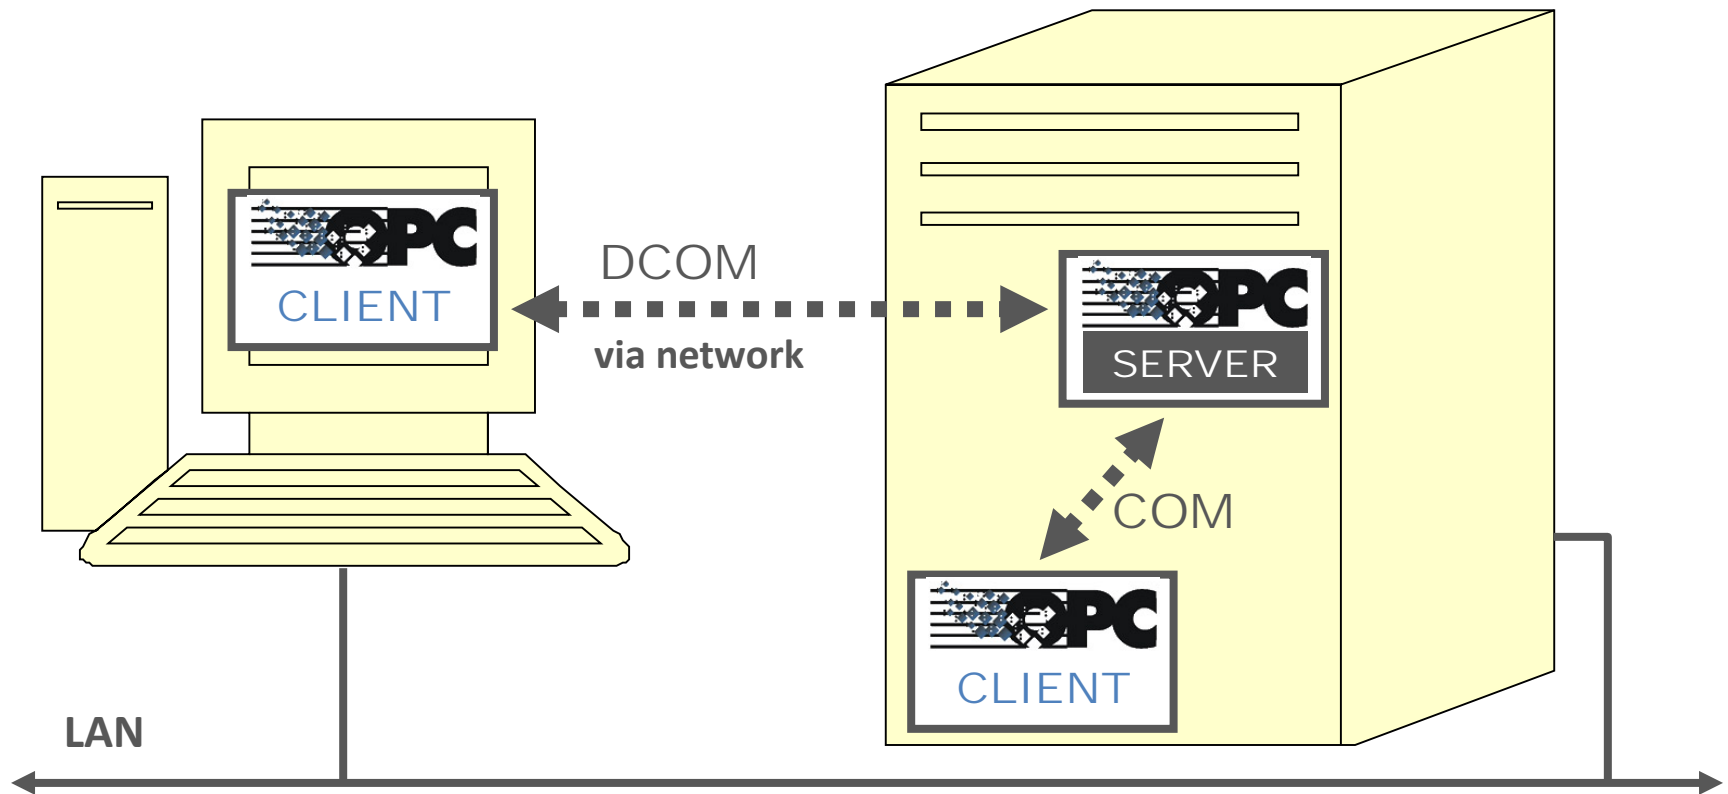 OPC
CLIENT
DCOM
via network
OPC
SERVER
COM
OPC
CLIENT
LAN